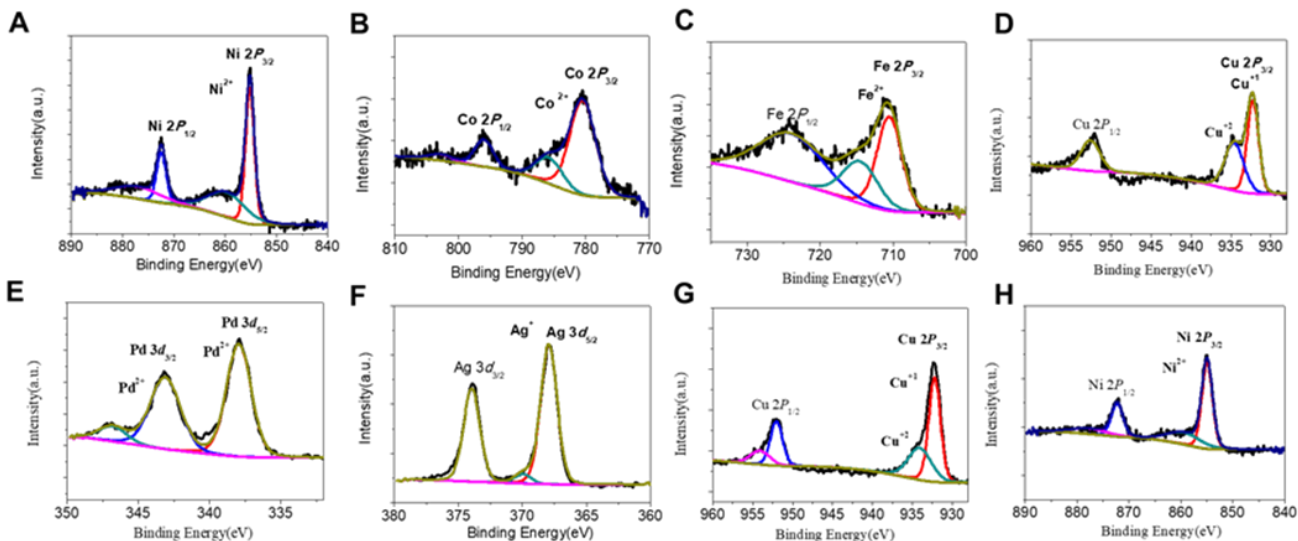 A
Ni 2P3/2
Ni2+
Ni 2P1/2
Intensity(a.u.)
890 880 870 860 850 840
Binding Energy(eV)
B
Co 2P3/2
Co 2+
Co 2P1/2
Intensity(a.u.)
810 800 790 780 770
Binding Energy(eV)
C
Fe 2P3/2
Fe2+
Fe 2P1/2
Intensity(a.u.)
730 720 710 700
Binding Energy(eV)
D
Cu 2P3/2
Cu+1
Cu+2
Cu 2P1/2
Intensity(a.u.)
960 955 950 945 940 935 930
Binding Energy(eV)
E
Pd 3d5/2
Pd 3d3/2
Pd2+
Pd2+
Intensity(a.u.)
350 345 340 335
Binding Energy(eV)
F
Ag+ Ag 3d5/2
Ag 3d3/2
Intensity(a.u.)
380 376 372 368 364 360
Binding Energy(eV)
G
Cu 2P3/2
Cu+1
Cu 2P1/2
Cu+2
Intensity(a.u.)
960 955 950 945 940 935 930
Binding Energy(eV)
H
Ni 2P3/2
Ni2+
Ni 2P1/2
Intensity(a.u.)
890 880 870 860 850 840
Binding Energy(eV)